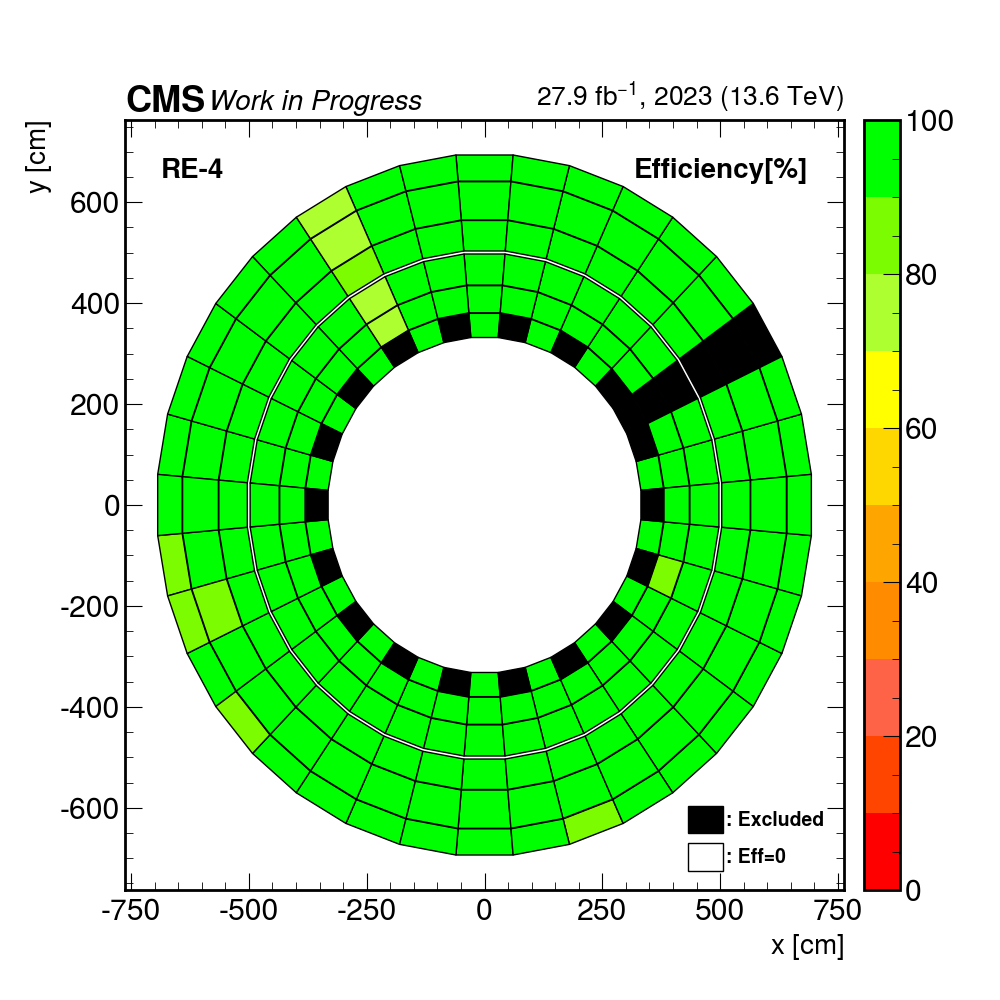 CMS Work in Progress 27.9 fb⁻¹, 2023 (13.6 TeV)
y [cm]
RE-4 Efficiency[%]
600
400
200
0
-200
-400
-600
-750 -500 -250 0 250 500 750
x [cm]
: Excluded
: Eff=0
100
80
60
40
20
0